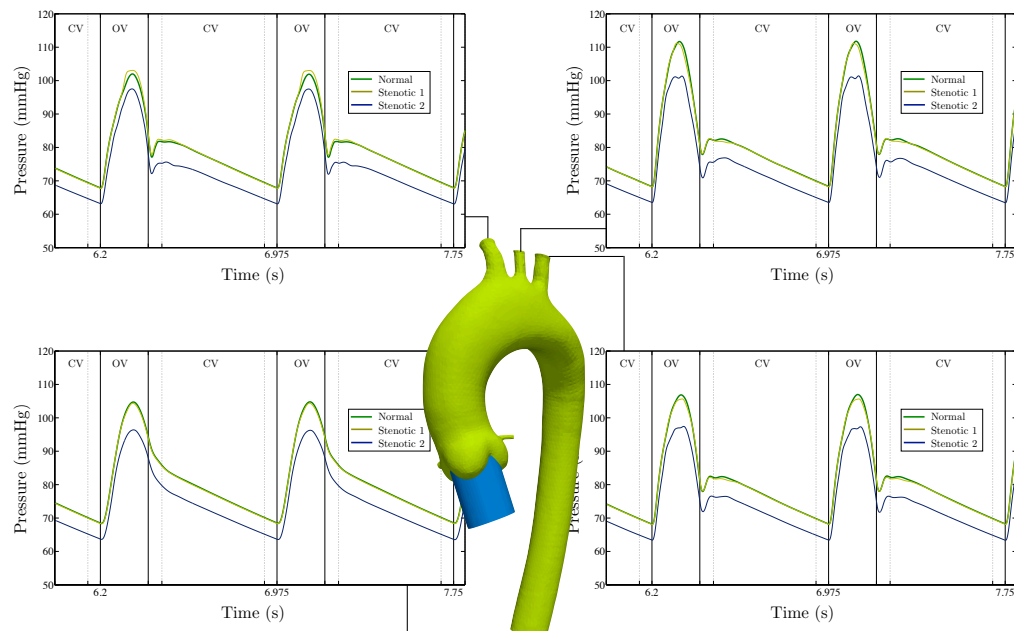 CV OV CV OV CV
120
110
100
90
80
70
60
50
Pressure (mmHg)
Normal
Stenotic 1
Stenotic 2
6.2 6.975 7.75
Time (s)
CV OV CV OV CV
120
110
100
90
80
70
60
50
Pressure (mmHg)
Normal
Stenotic 1
Stenotic 2
6.2 6.975 7.75
Time (s)
CV OV CV OV CV
120
110
100
90
80
70
60
50
Pressure (mmHg)
Normal
Stenotic 1
Stenotic 2
6.2 6.975
Time (s)
CV OV CV OV CV
120
110
100
90
80
70
60
50
Normal
Stenotic 1
Stenotic 2
6.2 6.975 7.75
Time (s)